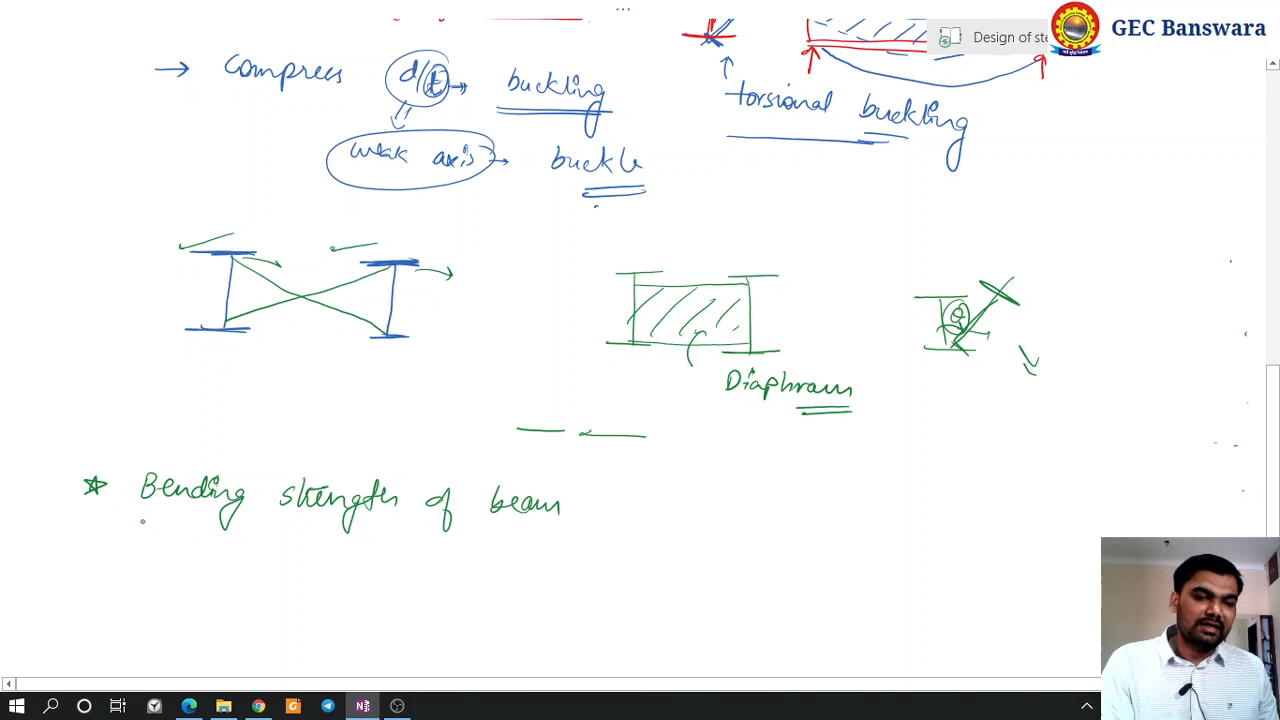 GEC Banswara
Design of ste
→ compress d/t → buckling
torsional buckling
weak axis → buckle
θ
Diaphram
* Bending strength of beam